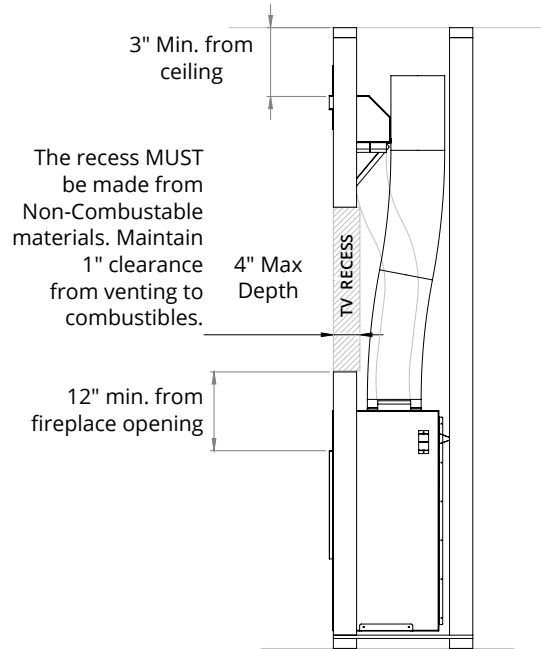 3" Min. from
ceiling
The recess MUST
be made from
Non-Combustable
materials. Maintain
1" clearance
from venting to
combustibles.
4" Max
Depth
TV RECESS
12" min. from
fireplace opening